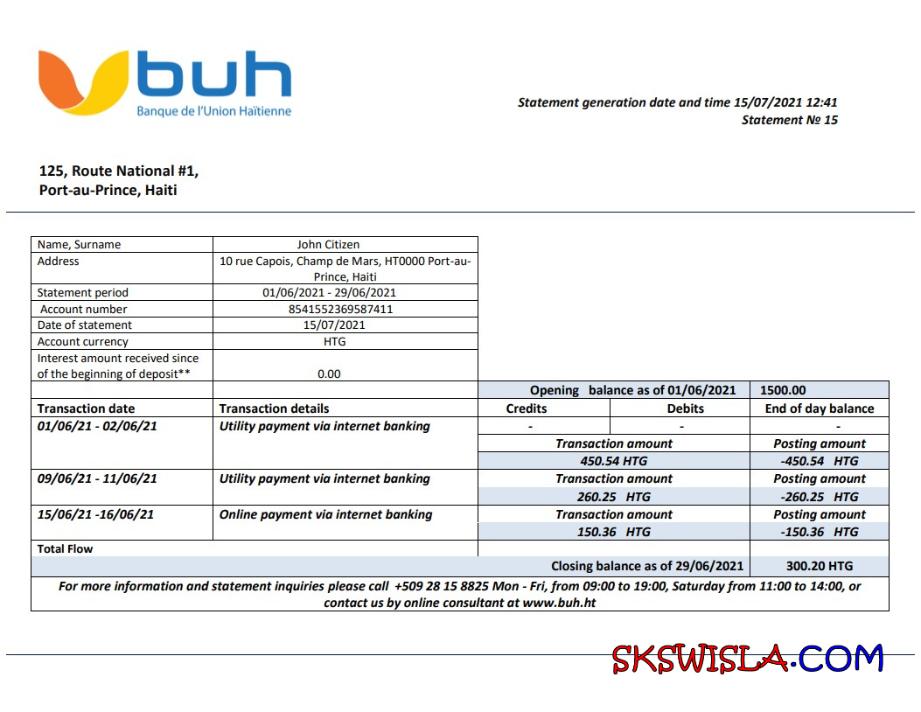 buh
Banque de l'Union Haïtienne
Statement generation date and time 15/07/2021 12:41
Statement № 15
125, Route National #1,
Port-au-Prince, Haiti
Name, Surname John Citizen
Address 10 rue Capois, Champ de Mars, HT0000 Port-au-
Prince, Haiti
Statement period 01/06/2021 - 29/06/2021
Account number 8541552369587411
Date of statement 15/07/2021
Account currency HTG
Interest amount received since
of the beginning of deposit** 0.00
Opening balance as of 01/06/2021 1500.00
Transaction date Transaction details Credits Debits End of day balance
01/06/21 - 02/06/21 Utility payment via internet banking - - -
Transaction amount Posting amount
450.54 HTG -450.54 HTG
09/06/21 - 11/06/21 Utility payment via internet banking Transaction amount Posting amount
260.25 HTG -260.25 HTG
15/06/21 -16/06/21 Online payment via internet banking Transaction amount Posting amount
150.36 HTG -150.36 HTG
Total Flow
Closing balance as of 29/06/2021 300.20 HTG
For more information and statement inquiries please call +509 28 15 8825 Mon - Fri, from 09:00 to 19:00, Saturday from 11:00 to 14:00, or
contact us by online consultant at www.buh.ht
SKSWISLA.COM